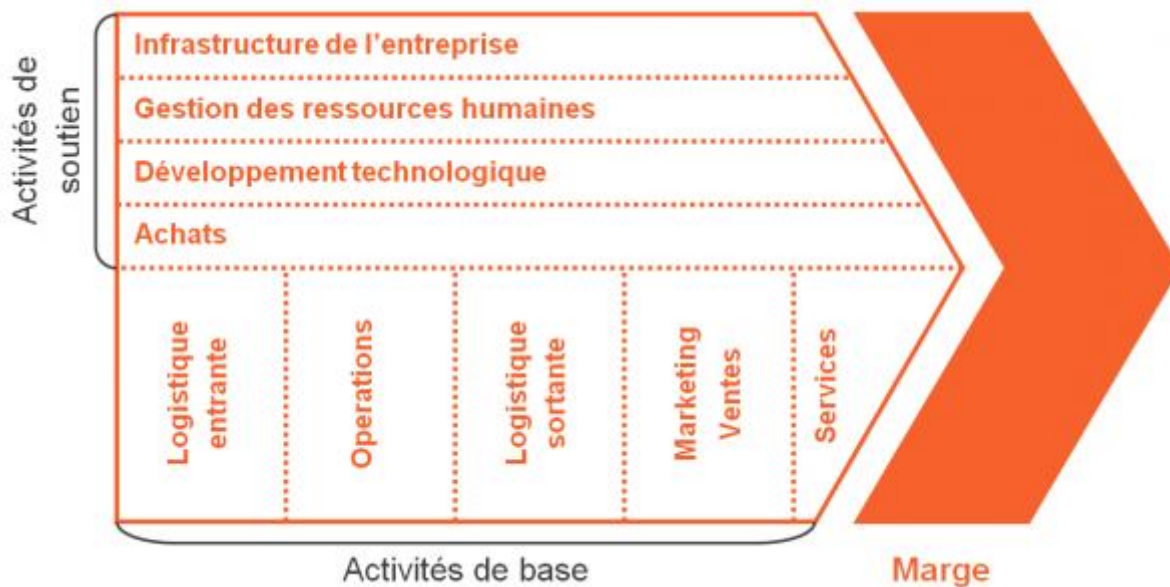 Activités de
soutien
Infrastructure de l'entreprise
Gestion des ressources humaines
Développement technologique
Achats
Logistique
entrante
Operations
Logistique
sortante
Marketing
Ventes
Services
Activités de base
Marge